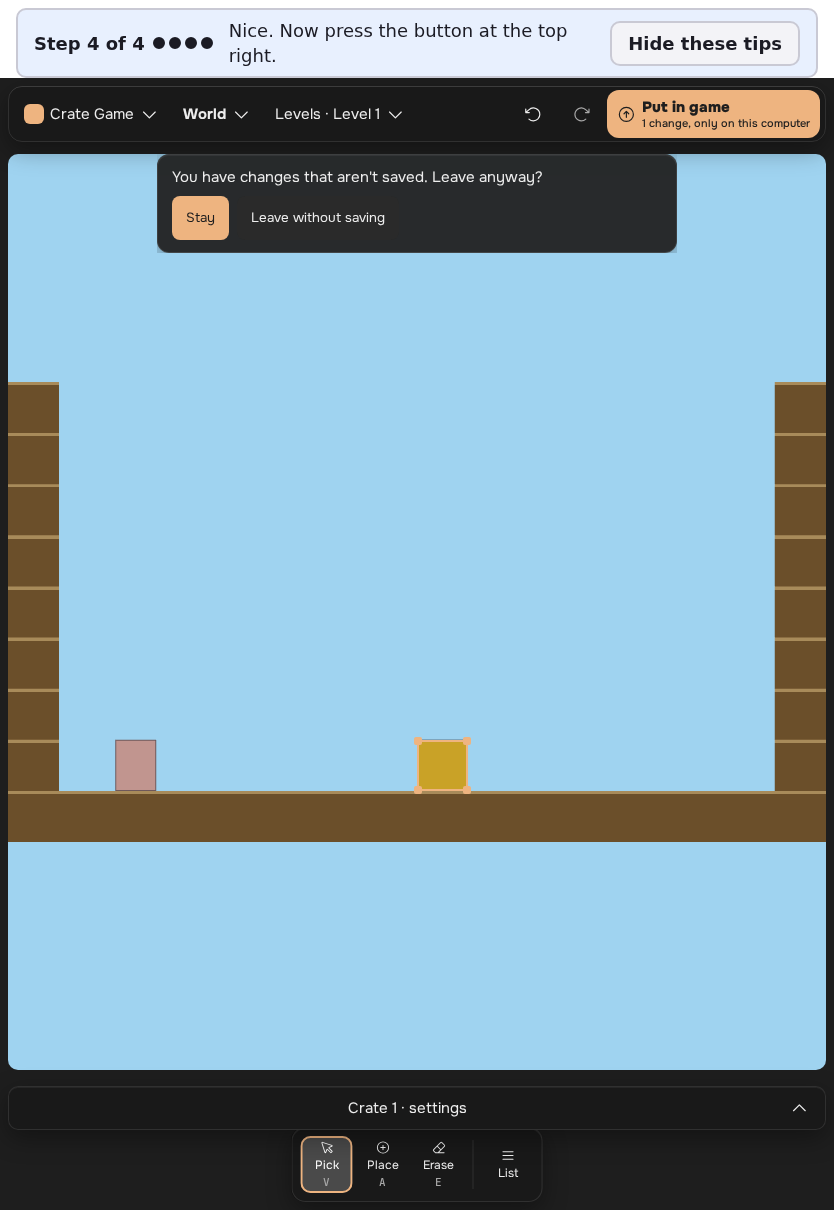 Step 4 of 4
Nice. Now press the button at the top
right.
Hide these tips
Crate Game
World
Levels · Level 1
Put in game
1 change, only on this computer
You have changes that aren't saved. Leave anyway?
Stay
Leave without saving
Crate 1 · settings
Pick
V
Place
A
Erase
E
List